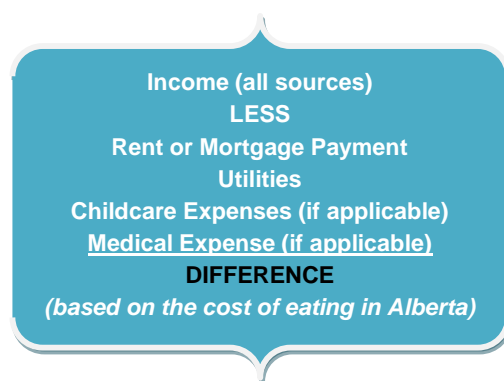 Income (all sources)
LESS
Rent or Mortgage Payment
Utilities
Childcare Expenses (if applicable)
Medical Expense (if applicable)
DIFFERENCE
(based on the cost of eating in Alberta)